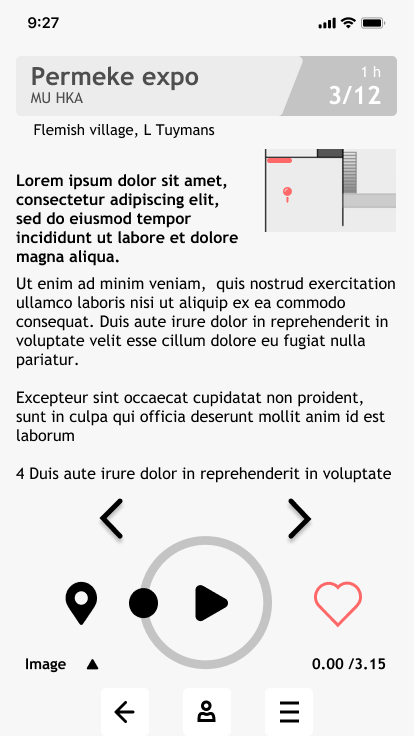 9:27
Permeke expo
1 h
MU HKA
3/12
Flemish village, L Tuymans
Lorem ipsum dolor sit amet,
consectetur adipiscing elit,
sed do eiusmod tempor
incididunt ut labore et dolore
magna aliqua.
Ut enim ad minim veniam,  quis nostrud exercitation
ullamco laboris nisi ut aliquip ex ea commodo
consequat. Duis aute irure dolor in reprehenderit in
voluptate velit esse cillum dolore eu fugiat nulla
pariatur.
Excepteur sint occaecat cupidatat non proident,
sunt in culpa qui officia deserunt mollit anim id est
laborum
4 Duis aute irure dolor in reprehenderit in voluptate
Image
0.00 /3.15